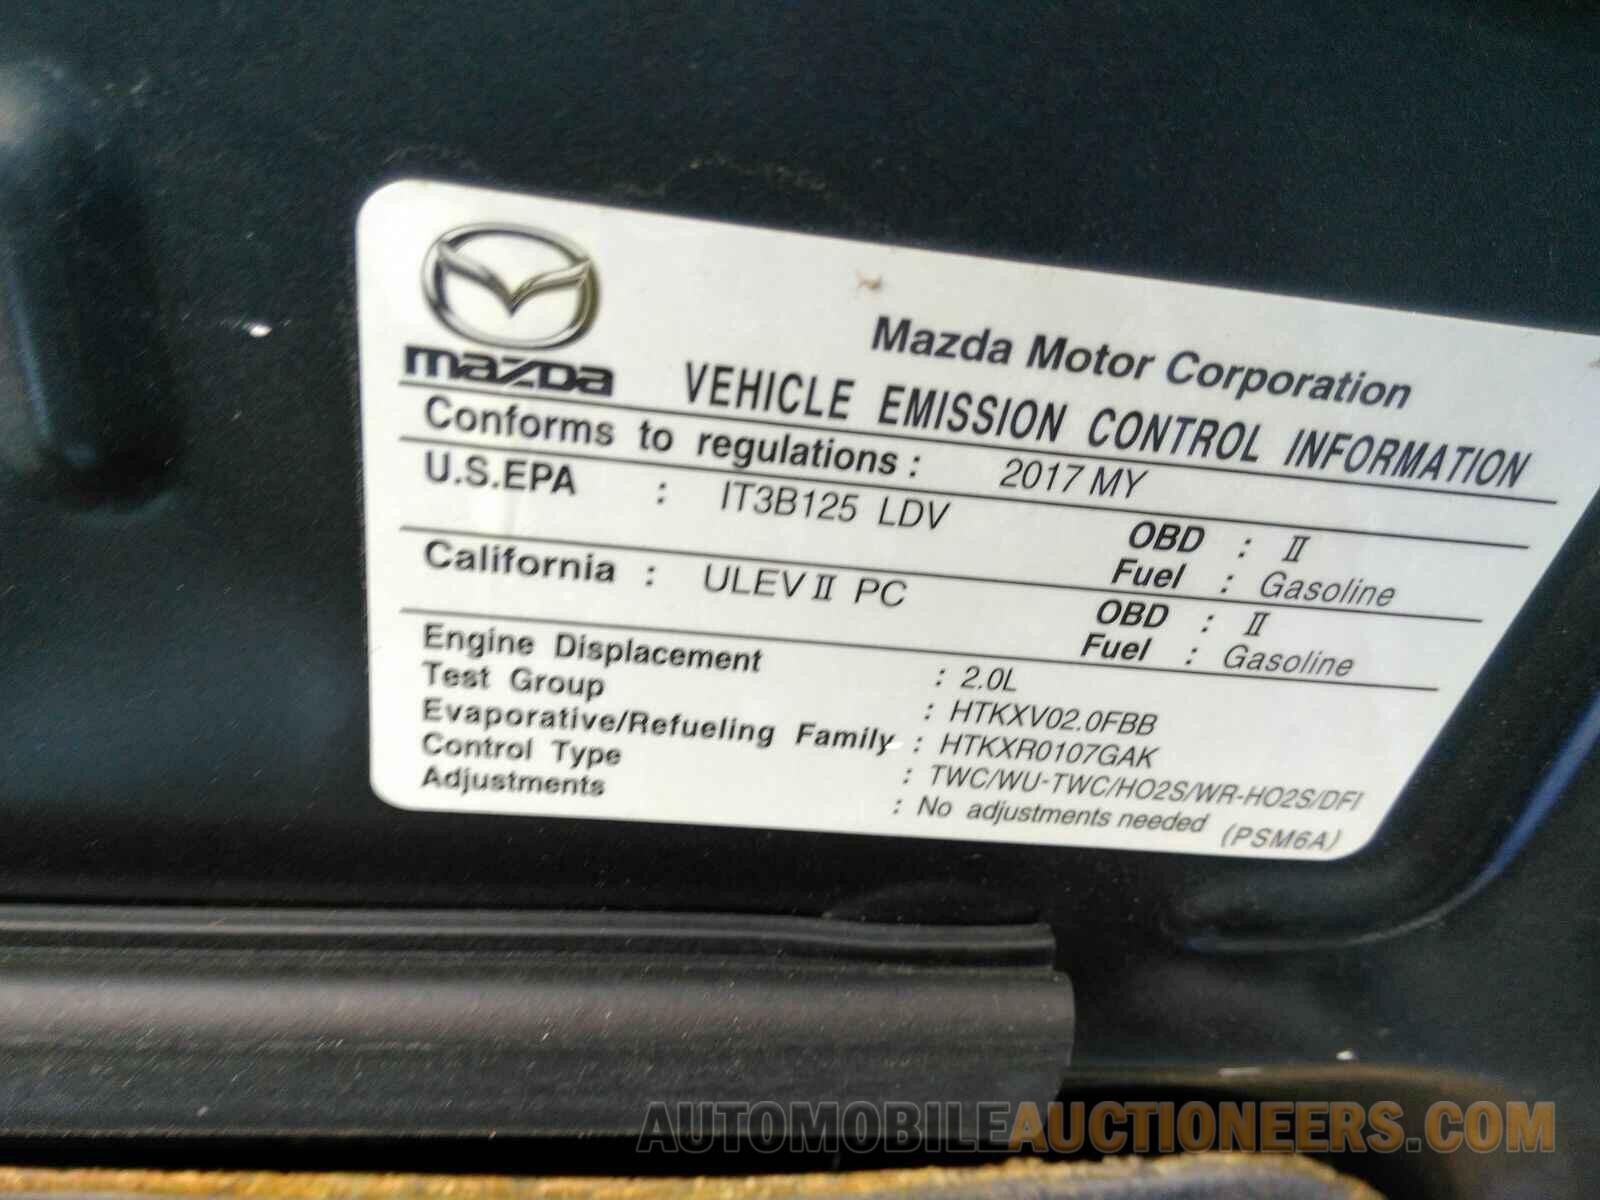 Mazda Motor Corporation
mazda
VEHICLE EMISSION CONTROL INFORMATION
Conforms to regulations : 2017 MY
U.S.EPA : IT3B125 LDV OBD : II
Fuel : Gasoline
California : ULEV II PC OBD : II
Fuel : Gasoline
Engine Displacement : 2.0L
Test Group : HTKXV02.0FBB
Evaporative/Refueling Family : HTKXR0107GAK
Control Type : TWC/WU-TWC/HO2S/WR-HO2S/DFI
Adjustments : No adjustments needed (PSM6A)
AUTOMOBILEAUCTIONEERS.COM